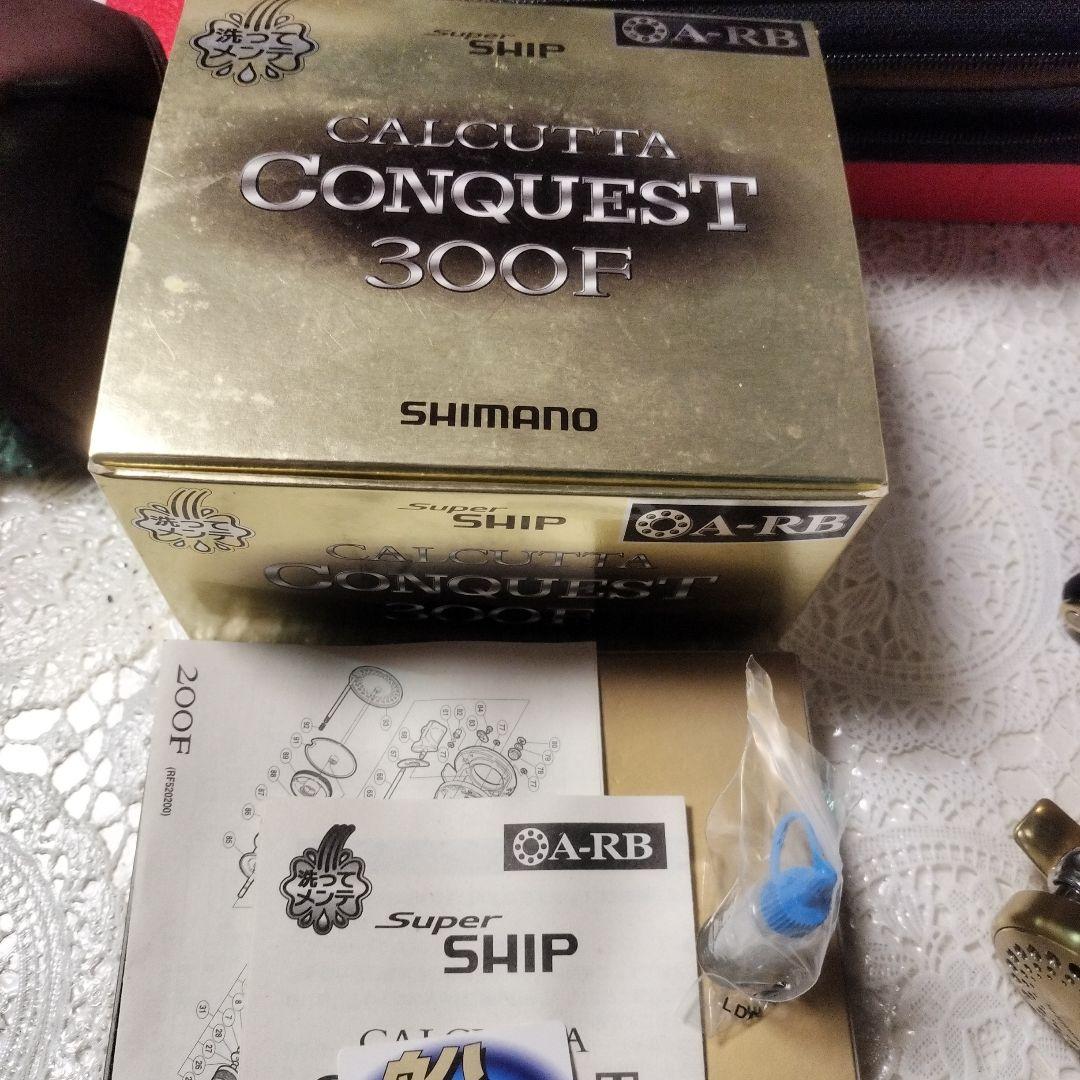 洗って
メンテ
Super
SHIP
A-RB
CALCUTTA
CONQUEST
300F
SHIMANO
洗って
メンテ
Super
SHIP
A-RB
CALCUTTA
CONQUEST
300F
200F
(RF520200)
A-RB
洗って
メンテ
Super
SHIP